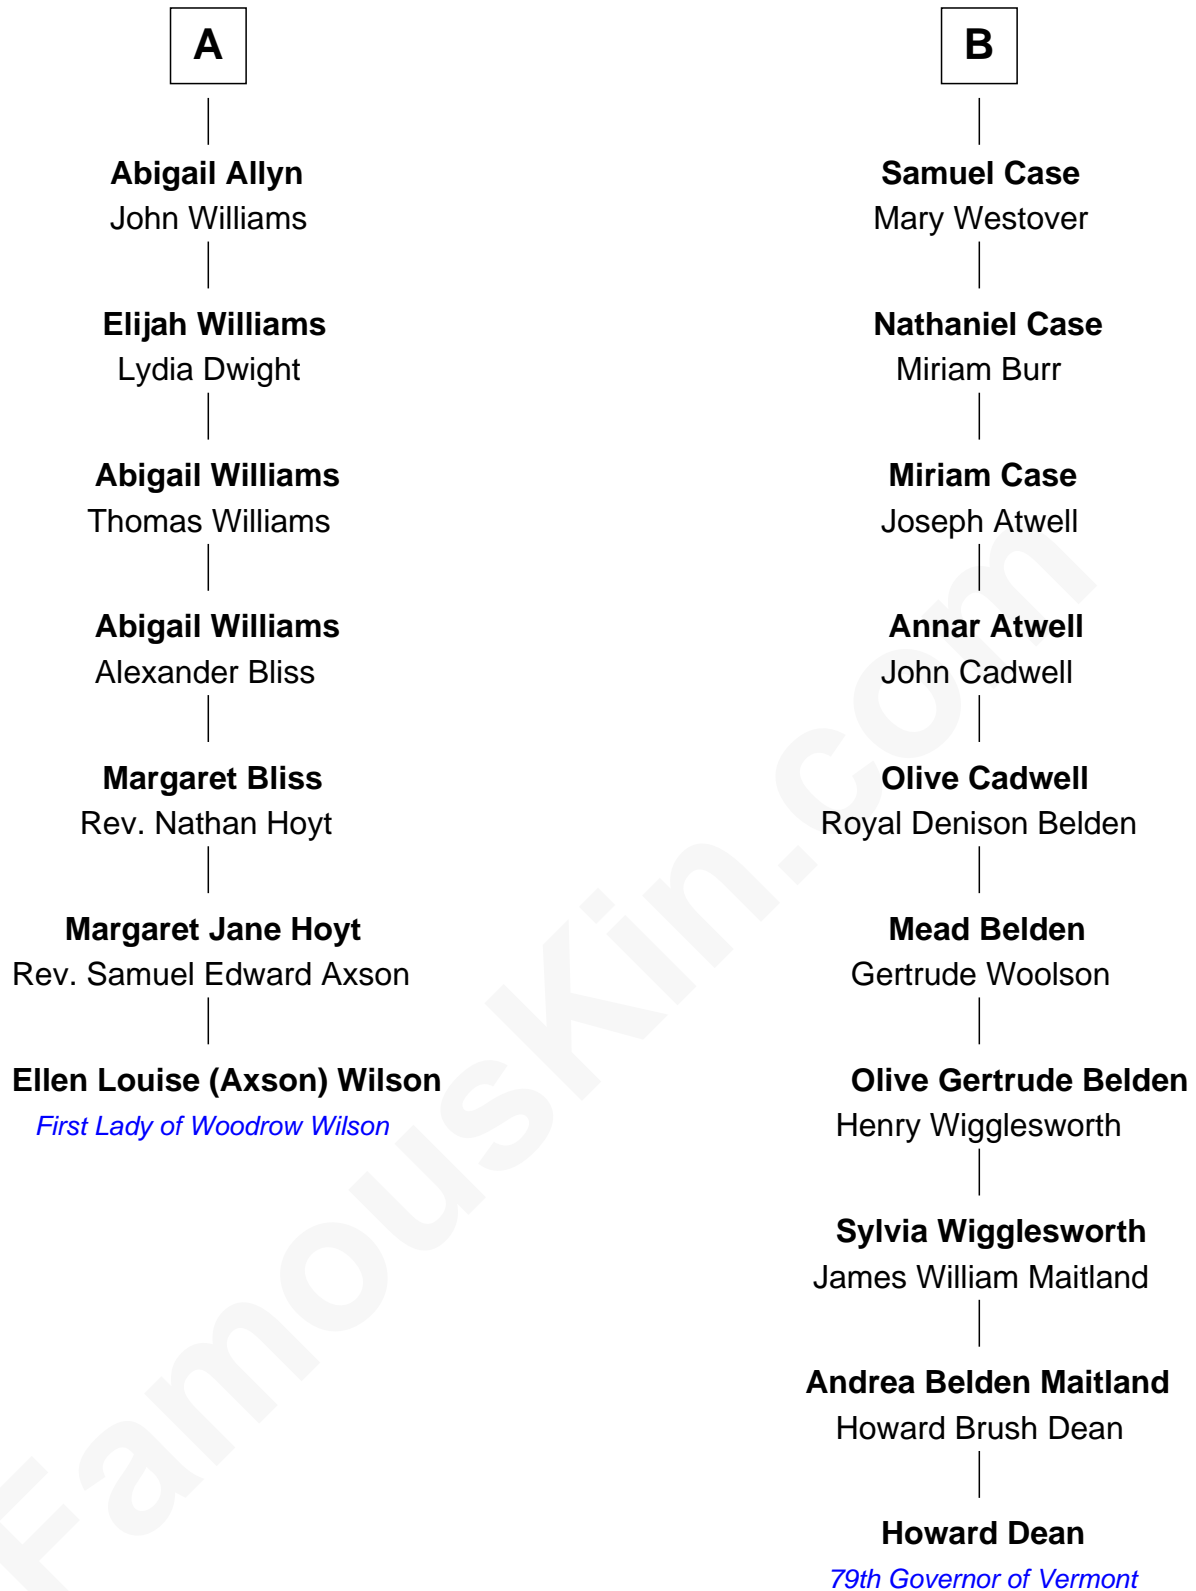 A
Abigail Allyn
John Williams
Elijah Williams
Lydia Dwight
Abigail Williams
Thomas Williams
Abigail Williams
Alexander Bliss
Margaret Bliss
Rev. Nathan Hoyt
Margaret Jane Hoyt
Rev. Samuel Edward Axson
Ellen Louise (Axson) Wilson
First Lady of Woodrow Wilson
B
Samuel Case
Mary Westover
Nathaniel Case
Miriam Burr
Miriam Case
Joseph Atwell
Annar Atwell
John Cadwell
Olive Cadwell
Royal Denison Belden
Mead Belden
Gertrude Woolson
Olive Gertrude Belden
Henry Wigglesworth
Sylvia Wigglesworth
James William Maitland
Andrea Belden Maitland
Howard Brush Dean
Howard Dean
79th Governor of Vermont
FamousKin.com